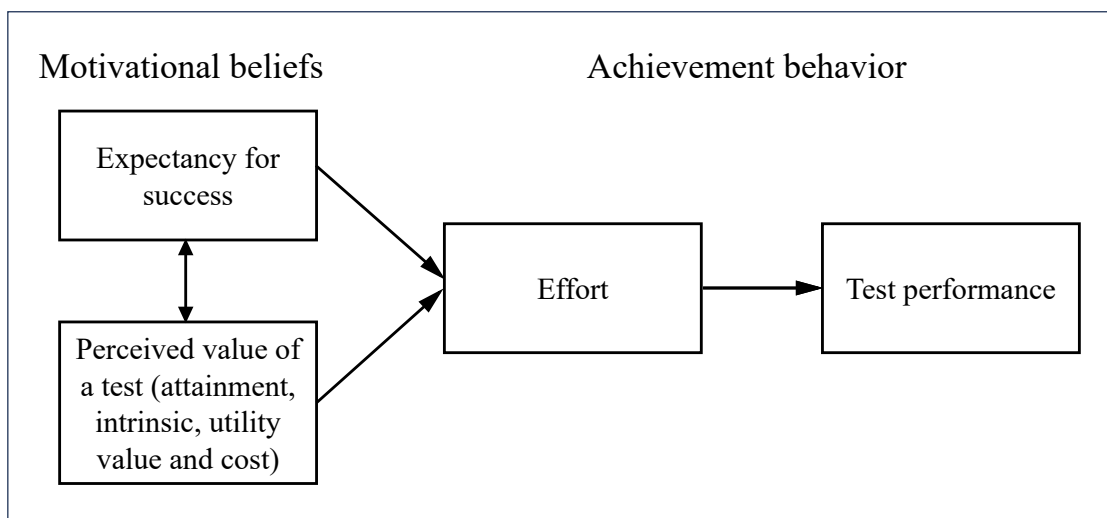 Motivational beliefs
Achievement behavior
Expectancy for
success
Effort
Test performance
Perceived value of
a test (attainment,
intrinsic, utility
value and cost)